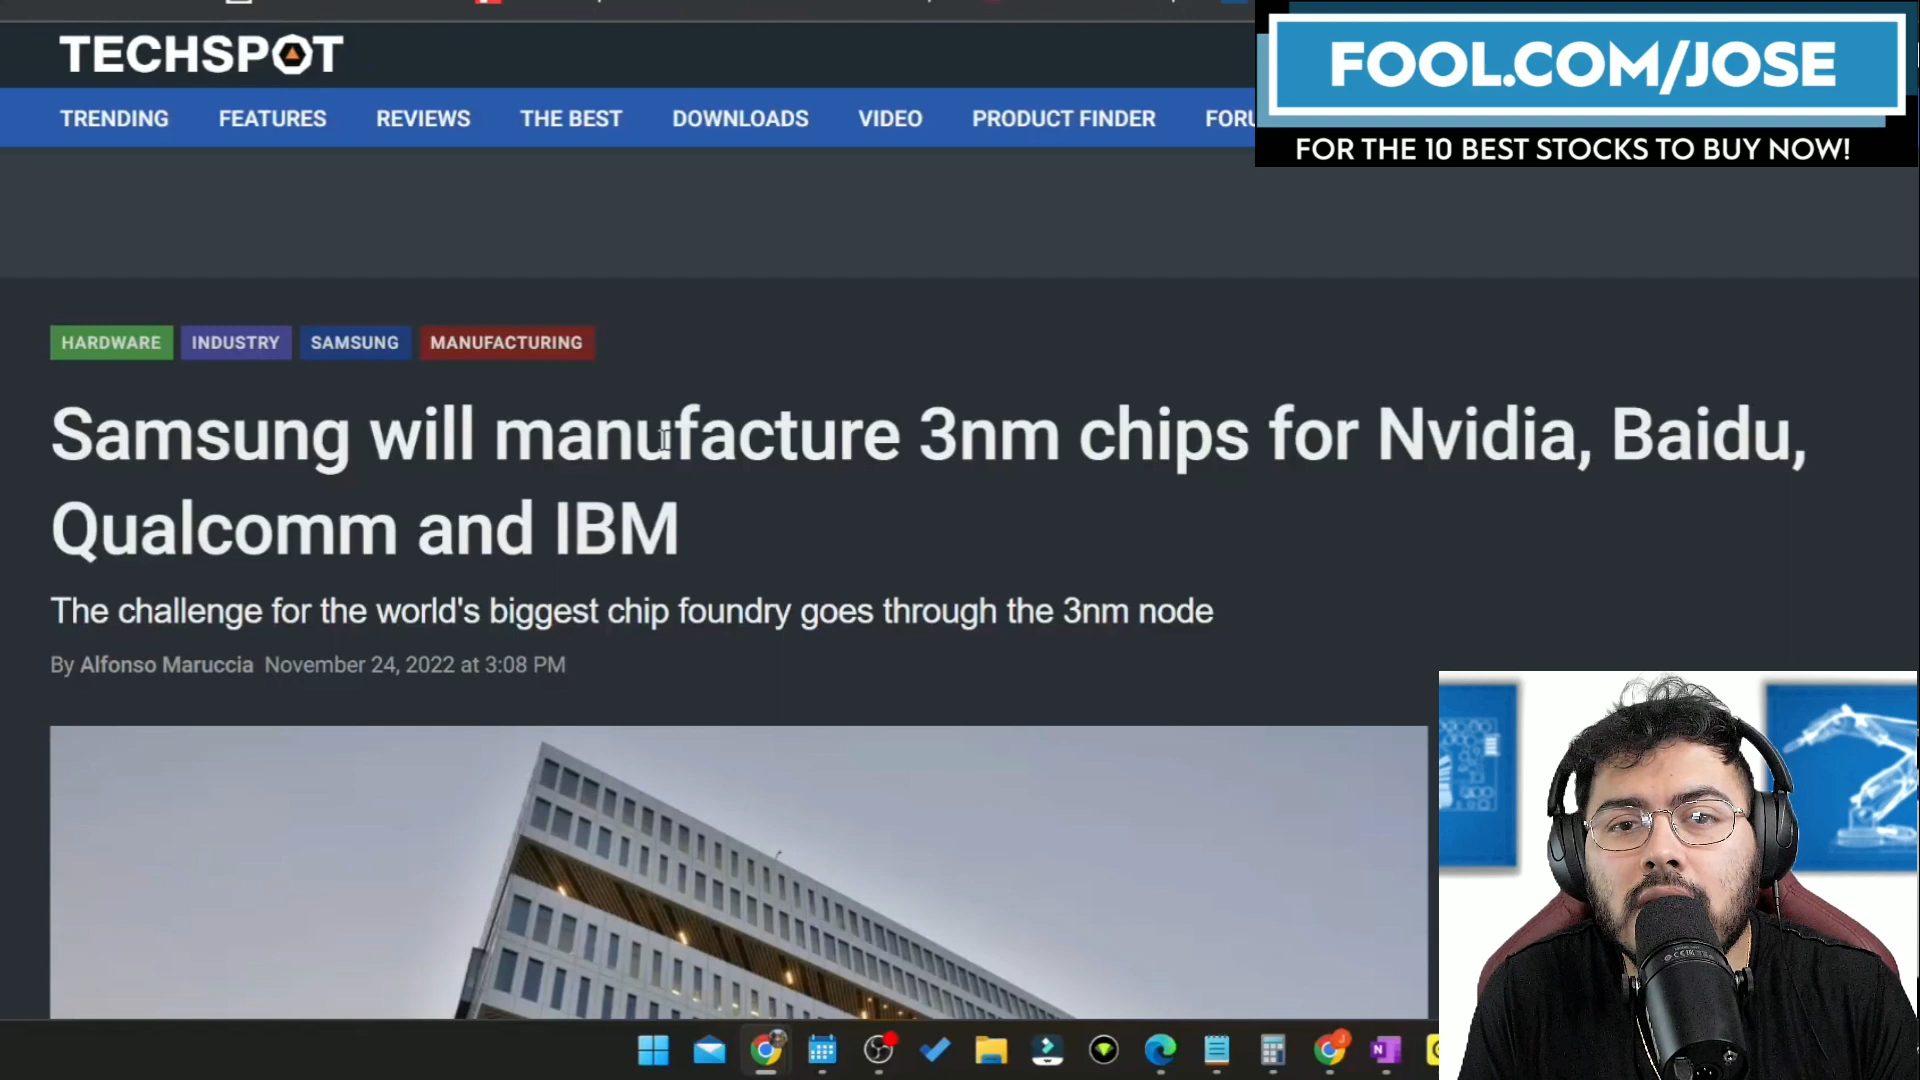 TECHSPOT
TRENDING FEATURES REVIEWS THE BEST DOWNLOADS VIDEO PRODUCT FINDER
FOOL.COM/JOSE
FOR THE 10 BEST STOCKS TO BUY NOW!
HARDWARE INDUSTRY SAMSUNG MANUFACTURING
Samsung will manufacture 3nm chips for Nvidia, Baidu,
Qualcomm and IBM
The challenge for the world's biggest chip foundry goes through the 3nm node
By Alfonso Maruccia November 24, 2022 at 3:08 PM